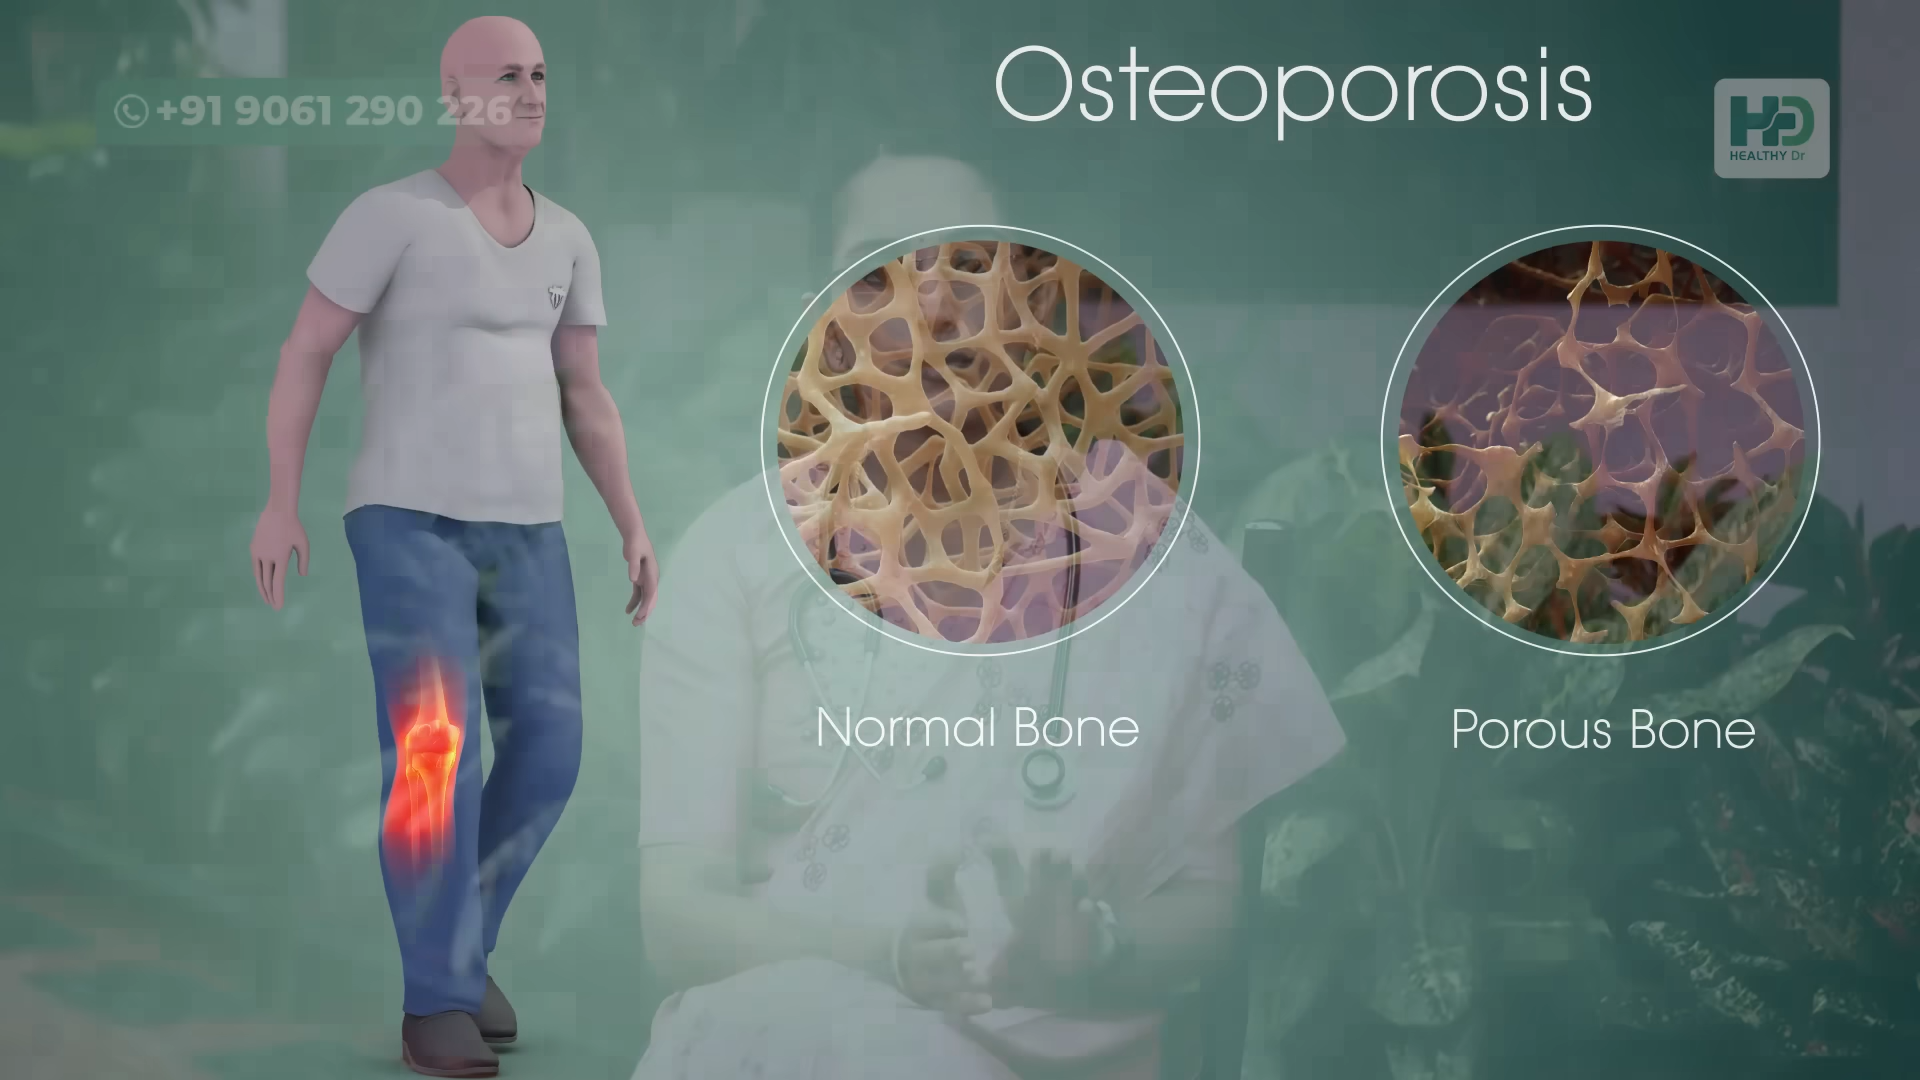 Osteoporosis
+91 9061 290 226
HD
HEALTHY Dr
Normal Bone
Porous Bone